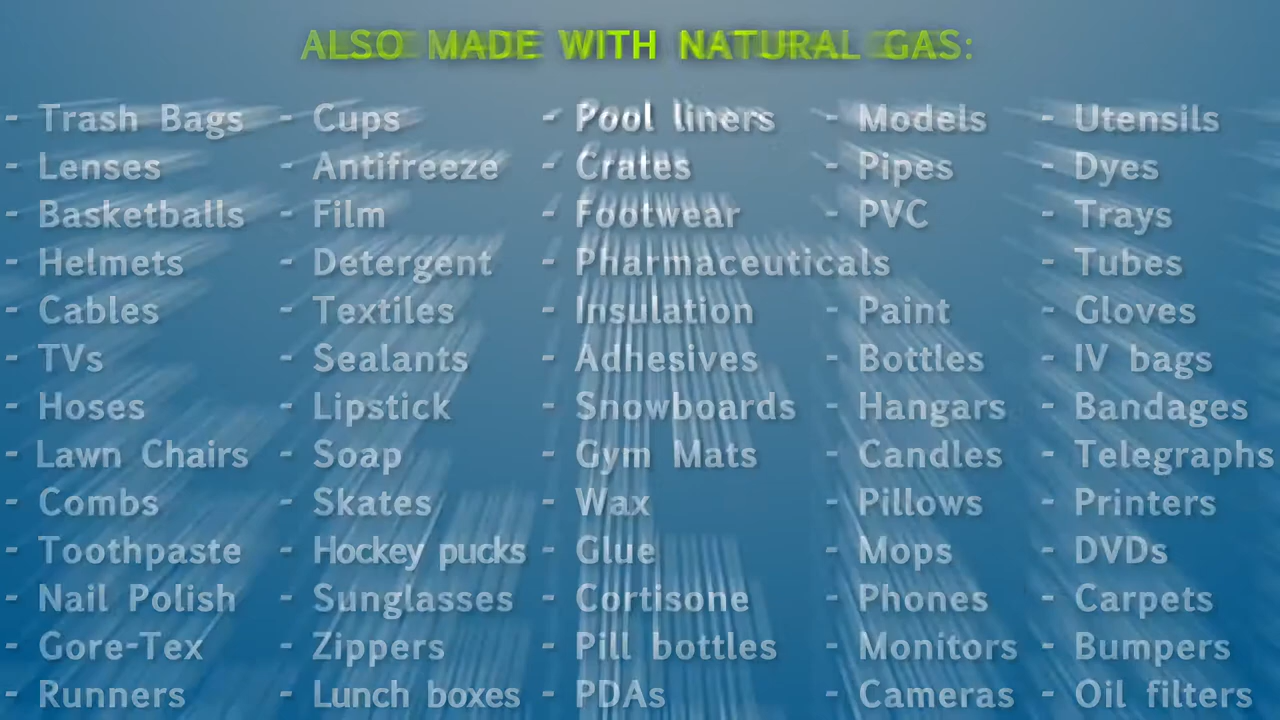 ALSO MADE WITH NATURAL GAS:
- Trash Bags - Cups - Pool liners - Models - Utensils
- Lenses - Antifreeze - Crates - Pipes - Dyes
- Basketballs - Film - Footwear - PVC - Trays
- Helmets - Detergent - Pharmaceuticals - Tubes
- Cables - Textiles - Insulation - Paint - Gloves
- TVs - Sealants - Adhesives - Bottles - IV bags
- Hoses - Lipstick - Snowboards - Hangars - Bandages
- Lawn Chairs - Soap - Gym Mats - Candles - Telegraphs
- Combs - Skates - Wax - Pillows - Printers
- Toothpaste - Hockey pucks - Glue - Mops - DVDs
- Nail Polish - Sunglasses - Cortisone - Phones - Carpets
- Gore-Tex - Zippers - Pill bottles - Monitors - Bumpers
- Runners - Lunch boxes - PDAs - Cameras - Oil filters